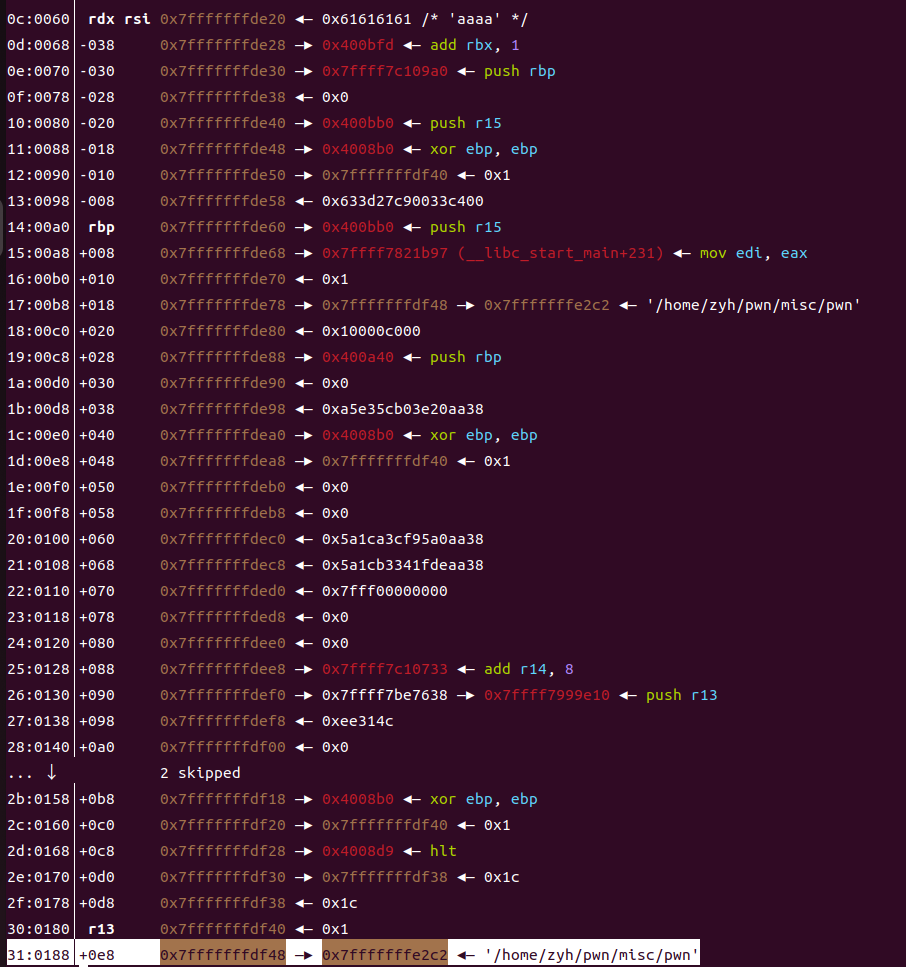 0c:0060│ rdx rsi 0x7fffffffde20 ◂— 0x61616161 /* 'aaaa' */
0d:0068│-038     0x7fffffffde28 —▸ 0x400bfd ◂— add rbx, 1
0e:0070│-030     0x7fffffffde30 —▸ 0x7ffff7c109a0 ◂— push rbp
0f:0078│-028     0x7fffffffde38 ◂— 0x0
10:0080│-020     0x7fffffffde40 —▸ 0x400bb0 ◂— push r15
11:0088│-018     0x7fffffffde48 —▸ 0x4008b0 ◂— xor ebp, ebp
12:0090│-010     0x7fffffffde50 —▸ 0x7fffffffdf40 ◂— 0x1
13:0098│-008     0x7fffffffde58 ◂— 0x633d27c90033c400
14:00a0│ rbp     0x7fffffffde60 —▸ 0x400bb0 ◂— push r15
15:00a8│+008     0x7fffffffde68 —▸ 0x7ffff7821b97 (__libc_start_main+231) ◂— mov edi, eax
16:00b0│+010     0x7fffffffde70 ◂— 0x1
17:00b8│+018     0x7fffffffde78 —▸ 0x7fffffffdf48 —▸ 0x7fffffffe2c2 ◂— '/home/zyh/pwn/misc/pwn'
18:00c0│+020     0x7fffffffde80 ◂— 0x10000c000
19:00c8│+028     0x7fffffffde88 —▸ 0x400a40 ◂— push rbp
1a:00d0│+030     0x7fffffffde90 ◂— 0x0
1b:00d8│+038     0x7fffffffde98 ◂— 0xa5e35cb03e20aa38
1c:00e0│+040     0x7fffffffdea0 —▸ 0x4008b0 ◂— xor ebp, ebp
1d:00e8│+048     0x7fffffffdea8 —▸ 0x7fffffffdf40 ◂— 0x1
1e:00f0│+050     0x7fffffffdeb0 ◂— 0x0
1f:00f8│+058     0x7fffffffdeb8 ◂— 0x0
20:0100│+060     0x7fffffffdec0 ◂— 0x5a1ca3cf95a0aa38
21:0108│+068     0x7fffffffdec8 ◂— 0x5a1cb3341fdeaa38
22:0110│+070     0x7fffffffded0 ◂— 0x7fff00000000
23:0118│+078     0x7fffffffded8 ◂— 0x0
24:0120│+080     0x7fffffffdee0 ◂— 0x0
25:0128│+088     0x7fffffffdee8 —▸ 0x7ffff7c10733 ◂— add r14, 8
26:0130│+090     0x7fffffffdef0 —▸ 0x7ffff7be7638 —▸ 0x7ffff7999e10 ◂— push r13
27:0138│+098     0x7fffffffdef8 ◂— 0xee314c
28:0140│+0a0     0x7fffffffdf00 ◂— 0x0
... ↓            2 skipped
2b:0158│+0b8     0x7fffffffdf18 —▸ 0x4008b0 ◂— xor ebp, ebp
2c:0160│+0c0     0x7fffffffdf20 —▸ 0x7fffffffdf40 ◂— 0x1
2d:0168│+0c8     0x7fffffffdf28 —▸ 0x4008d9 ◂— hlt
2e:0170│+0d0     0x7fffffffdf30 —▸ 0x7fffffffdf38 ◂— 0x1c
2f:0178│+0d8     0x7fffffffdf38 ◂— 0x1c
30:0180│ r13     0x7fffffffdf40 ◂— 0x1
31:0188│+0e8     0x7fffffffdf48 —▸ 0x7fffffffe2c2 ◂— '/home/zyh/pwn/misc/pwn'